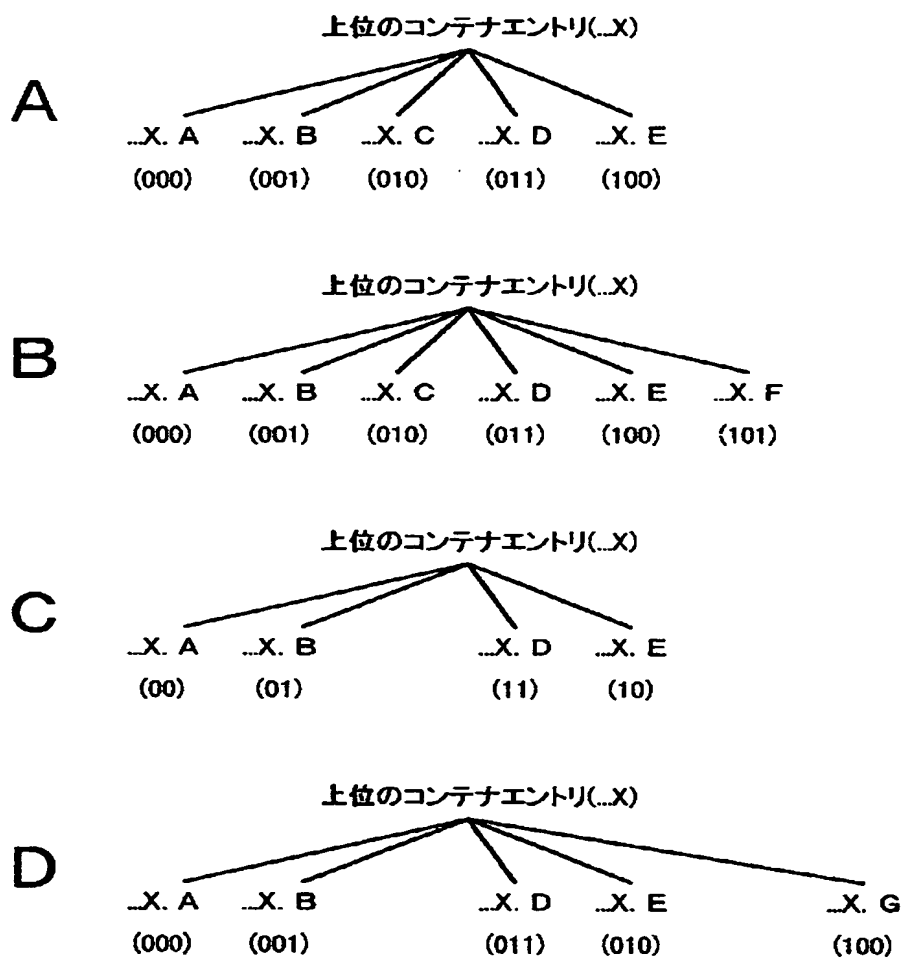 上位のコンテナエントリ(...X)
A
...X. A ...X. B ...X. C ...X. D ...X. E
(000) (001) (010) (011) (100)
上位のコンテナエントリ(...X)
B
...X. A ...X. B ...X. C ...X. D ...X. E ...X. F
(000) (001) (010) (011) (100) (101)
上位のコンテナエントリ(...X)
C
...X. A ...X. B ...X. D ...X. E
(00) (01) (11) (10)
上位のコンテナエントリ(...X)
D
...X. A ...X. B ...X. D ...X. E ...X. G
(000) (001) (011) (010) (100)